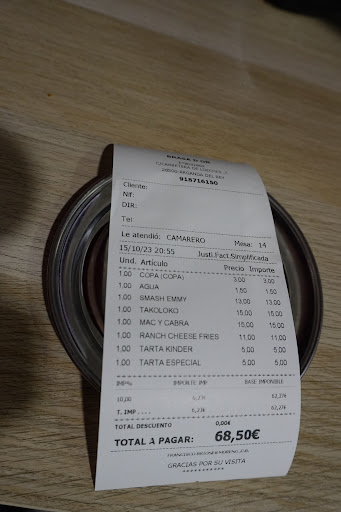 BRASA & GR
918716150
Cliente:
Nif:
DIR:
Tel
Le atendió: CAMARERO Mesa: 14
15/10/23 20:55 Justi.Fact.Simplificada
Und. Artículo Precio Importe
1.00 COPA (COPA) 3,00 3,00
1.00 AGUA 1,50 1,50
1.00 SMASH EMMY 13,00 13,00
1.00 TAKOLOKO 15,00 15,00
1.00 MAC Y CABRA 15,00 15,00
1.00 RANCH CHEESE FRIES 11,00 11,00
1.00 TARTA KINDER 5,00 5,00
1.00 TARTA ESPECIAL 5,00 5,00
IMP% IMPORTE IMP BASE IMPONIBLE
10,00 6,23€ 62,27€
T. IMP .... 6,23€ 62,27€
TOTAL DESCUENTO 0,00€
TOTAL A PAGAR: 68,50€
GRACIAS POR SU VISITA
**********